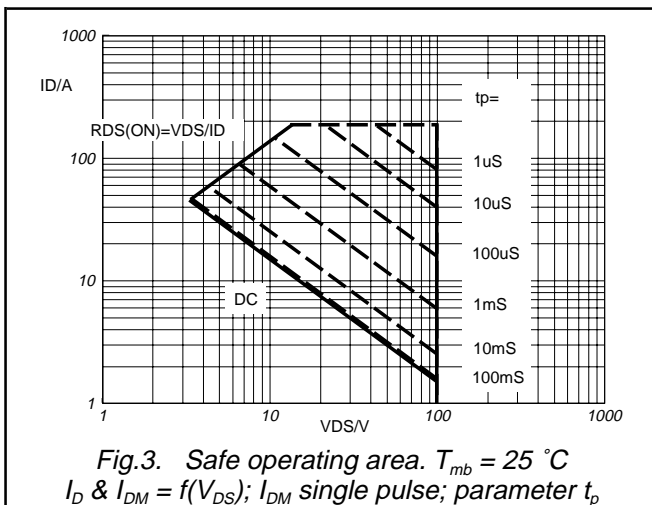 1000
ID/A
tp=
RDS(ON)=VDS/ID
100
1uS
10uS
100uS
10
DC
1mS
10mS
100mS
1
1 10 100 1000
VDS/V
Fig.3. Safe operating area. Tmb = 25 ˚C
ID & IDM = f(VDS); IDM single pulse; parameter tp